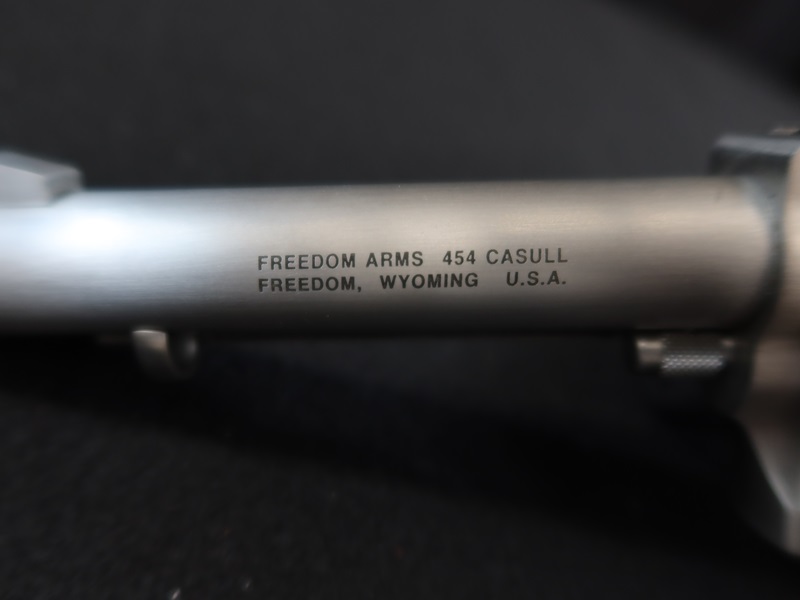 FREEDOM ARMS 454 CASULL
FREEDOM, WYOMING U.S.A.